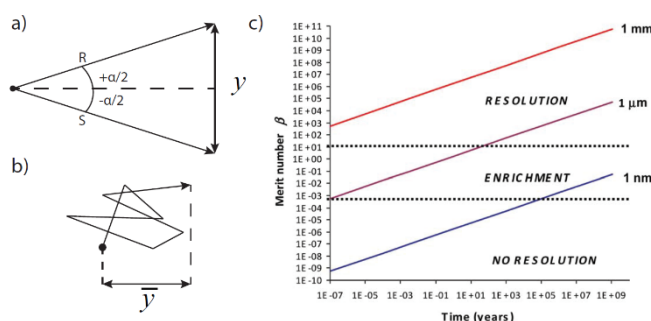 a)
R
+α/2
-α/2
S
y
b)
y̅
c)
Merit number β
1E+11
1E+10
1E+09
1E+08
1E+07
1E+06
1E+05
1E+04
1E+03
1E+02
1E+01
1E+00
1E-01
1E-02
1E-03
1E-04
1E-05
1E-06
1E-07
1E-08
1E-09
1E-10
1 mm
RESOLUTION
1 μm
ENRICHMENT
1 nm
NO RESOLUTION
1E-07 1E-05 1E-03 1E-01 1E+01 1E+03 1E+05 1E+07 1E+09
Time (years)